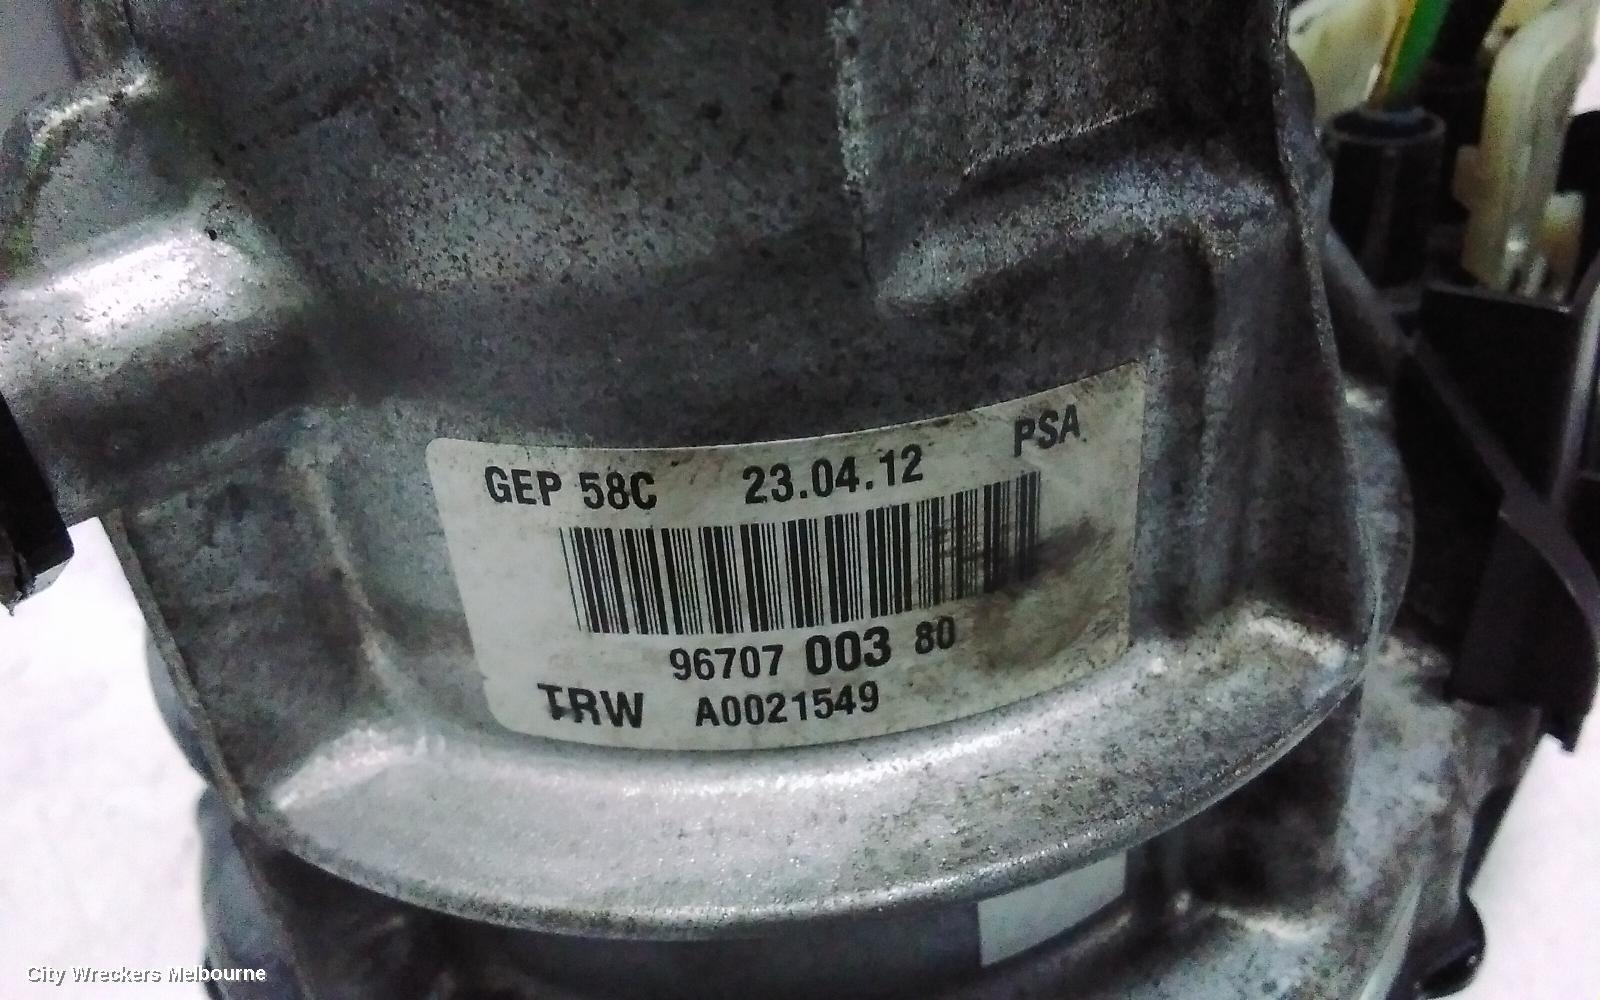 GEP 58C 23.04.12 PSA
96707 003 80
TRW A0021549
City Wreckers Melbourne